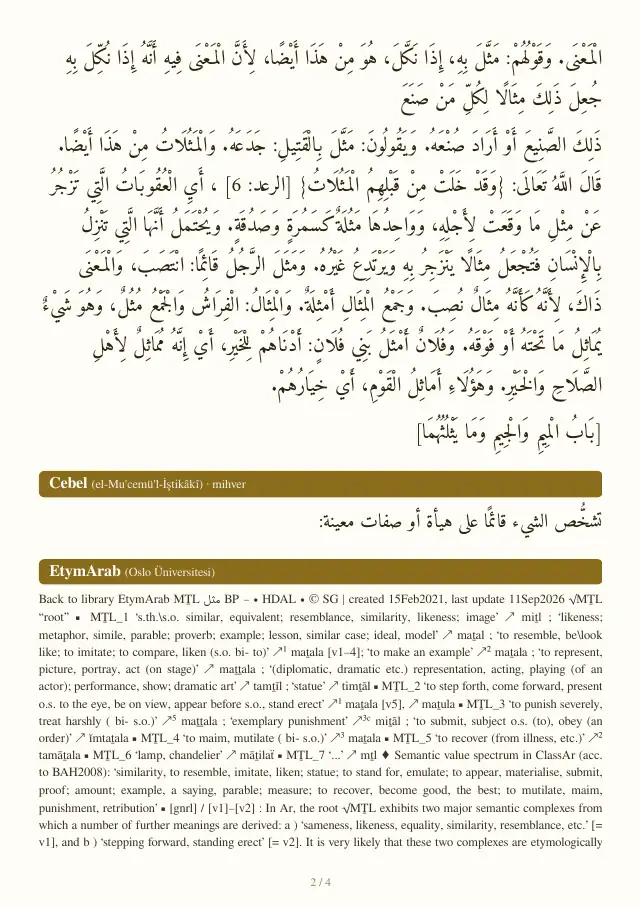 الْمَعْنَى. وَقَوْلُهُمْ: مَثَّلَ بِهِ، إِذَا نَكَّلَ، هُوَ مِنْ هَذَا أَيْضًا، لِأَنَّ الْمَعْنَى فِيهِ أَنَّهُ إِذَا نُكِّلَ بِهِ
جُعِلَ ذَلِكَ مِثَالًا لِكُلِّ مَنْ صَنَعَ
ذَلِكَ الصَّنِيعَ أَوْ أَرَادَ صُنْعَهُ. وَيَقُولُونَ: مَثَّلَ بِالْقَتِيلِ: جَدَعَهُ. وَالْمَثُلَاتُ مِنْ هَذَا أَيْضًا.
قَالَ اللَّهُ تَعَالَى: {وَقَدْ خَلَتْ مِنْ قَبْلِهِمُ الْمَثُلَاتُ} [الرعد: 6] ، أَيِ الْعُقُوبَاتُ الَّتِي تَزْجُرُ
عَنْ مِثْلِ مَا وَقَعَتْ لِأَجْلِهِ، وَوَاحِدُهَا مَثُلَةٌ كَسَمُرَةٍ وَصَدُقَةٍ. وَيُحْتَمَلُ أَنَّهَا الَّتِي تَنْزِلُ
بِالْإِنْسَانِ فَتُجْعَلُ مِثَالًا يَنْزَجِرُ بِهِ وَيَرْتَدِعُ غَيْرُهُ. وَمَثَلَ الرَّجُلُ قَائِمًا: انْتَصَبَ، وَالْمَعْنَى
ذَاكَ، لِأَنَّهُ كَأَنَّهُ مِثَالٌ نُصِبَ. وَجَمْعُ الْمِثَالِ أَمْثِلَةٌ. وَالْمِثَالُ: الْفِرَاشُ وَالْجَمْعُ مُثُلٌ، وَهُوَ شَيْءٌ
يُمَاثِلُ مَا تَحْتَهُ أَوْ فَوْقَهُ. وَفُلَانٌ أَمْثَلُ بَنِي فُلَانٍ: أَدْنَاهُمْ لِلْخَيْرِ، أَيْ إِنَّهُ مُمَاثِلٌ لِأَهْلِ
الصَّلَاحِ وَالْخَيْرِ. وَهَؤُلَاءِ أَمَاثِلُ الْقَوْمِ، أَيْ خِيَارُهُمْ.
[بَابُ الْمِيمِ وَالْجِيمِ وَمَا يَثْلُثُهُمَا]
Cebel (el-Mu'cemü'l-İştikâkî) · mihver
تشخُّص الشيء قائمًا على هيأة أو صفات معينة:
EtymArab (Oslo Üniversitesi)
Back to library EtymArab MṮL مثل BP – • HDAL • © SG | created 15Feb2021, last update 11Sep2026 √MṮL
“root” ▪ MṮL_1 ‘s.th.\s.o. similar, equivalent; resemblance, similarity, likeness; image’ ↗ miṯl ; ‘likeness;
metaphor, simile, parable; proverb; example; lesson, similar case; ideal, model’ ↗ maṯal ; ‘to resemble, be\look
like; to imitate; to compare, liken (s.o. bi- to)’ ↗¹ maṯala [v1–4]; ‘to make an example’ ↗² maṯala ; ‘to represent,
picture, portray, act (on stage)’ ↗ maṯṯala ; ‘(diplomatic, dramatic etc.) representation, acting, playing (of an
actor); performance, show; dramatic art’ ↗ tamṯīl ; ‘statue’ ↗ timṯāl ▪ MṮL_2 ‘to step forth, come forward, present
o.s. to the eye, be on view, appear before s.o., stand erect’ ↗¹ maṯala [v5], ↗ maṯula ▪ MṮL_3 ‘to punish severely,
treat harshly ( bi- s.o.)’ ↗⁵ maṯṯala ; ‘exemplary punishment’ ↗³ᶜ miṯāl ; ‘to submit, subject o.s. (to), obey (an
order)’ ↗ ĭmtaṯala ▪ MṮL_4 ‘to maim, mutilate ( bi- s.o.)’ ↗³ maṯala ▪ MṮL_5 ‘to recover (from illness, etc.)’ ↗²
tamāṯala ▪ MṮL_6 ‘lamp, chandelier’ ↗ māṯilaẗ ▪ MṮL_7 ‘...’ ↗ mṯl ♦ Semantic value spectrum in ClassAr (acc.
to BAH2008): ‘similarity, to resemble, imitate, liken; statue; to stand for, emulate; to appear, materialise, submit,
proof; amount; example, a saying, parable; measure; to recover, become good, the best; to mutilate, maim,
punishment, retribution’ ▪ [gnrl] / [v1]–[v2] : In Ar, the root √MṮL exhibits two major semantic complexes from
which a number of further meanings are derived: a ) ‘sameness, likeness, equality, similarity, resemblance, etc.’ [=
v1], and b ) ‘stepping forward, standing erect’ [= v2]. It is very likely that these two complexes are etymologically
2 / 4